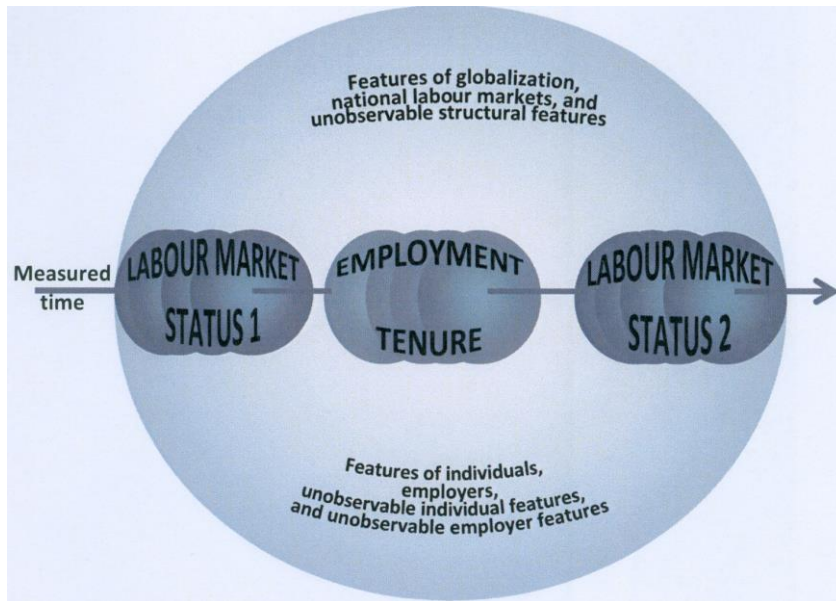 Features of globalization,
national labour markets, and
unobservable structural features
Measured
time
LABOUR MARKET
STATUS 1
EMPLOYMENT
TENURE
LABOUR MARKET
STATUS 2
Features of individuals,
employers,
unobservable individual features,
and unobservable employer features